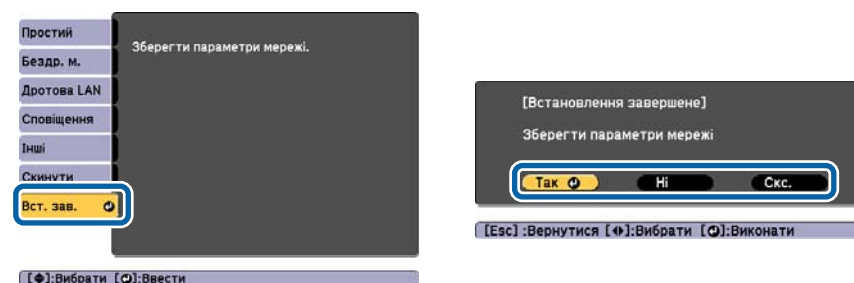 Простий
Бездр. м.
Дротова LAN
Сповіщення
Інші
Скинути
Вст. зав.
Зберегти параметри мережі.
[ ]:Вибрати [ ]:Ввести
[Встановлення завершене]
Зберегти параметри мережі
Так Ні Скс.
[Esc] :Вернутися [ ]:Вибрати [ ]:Виконати